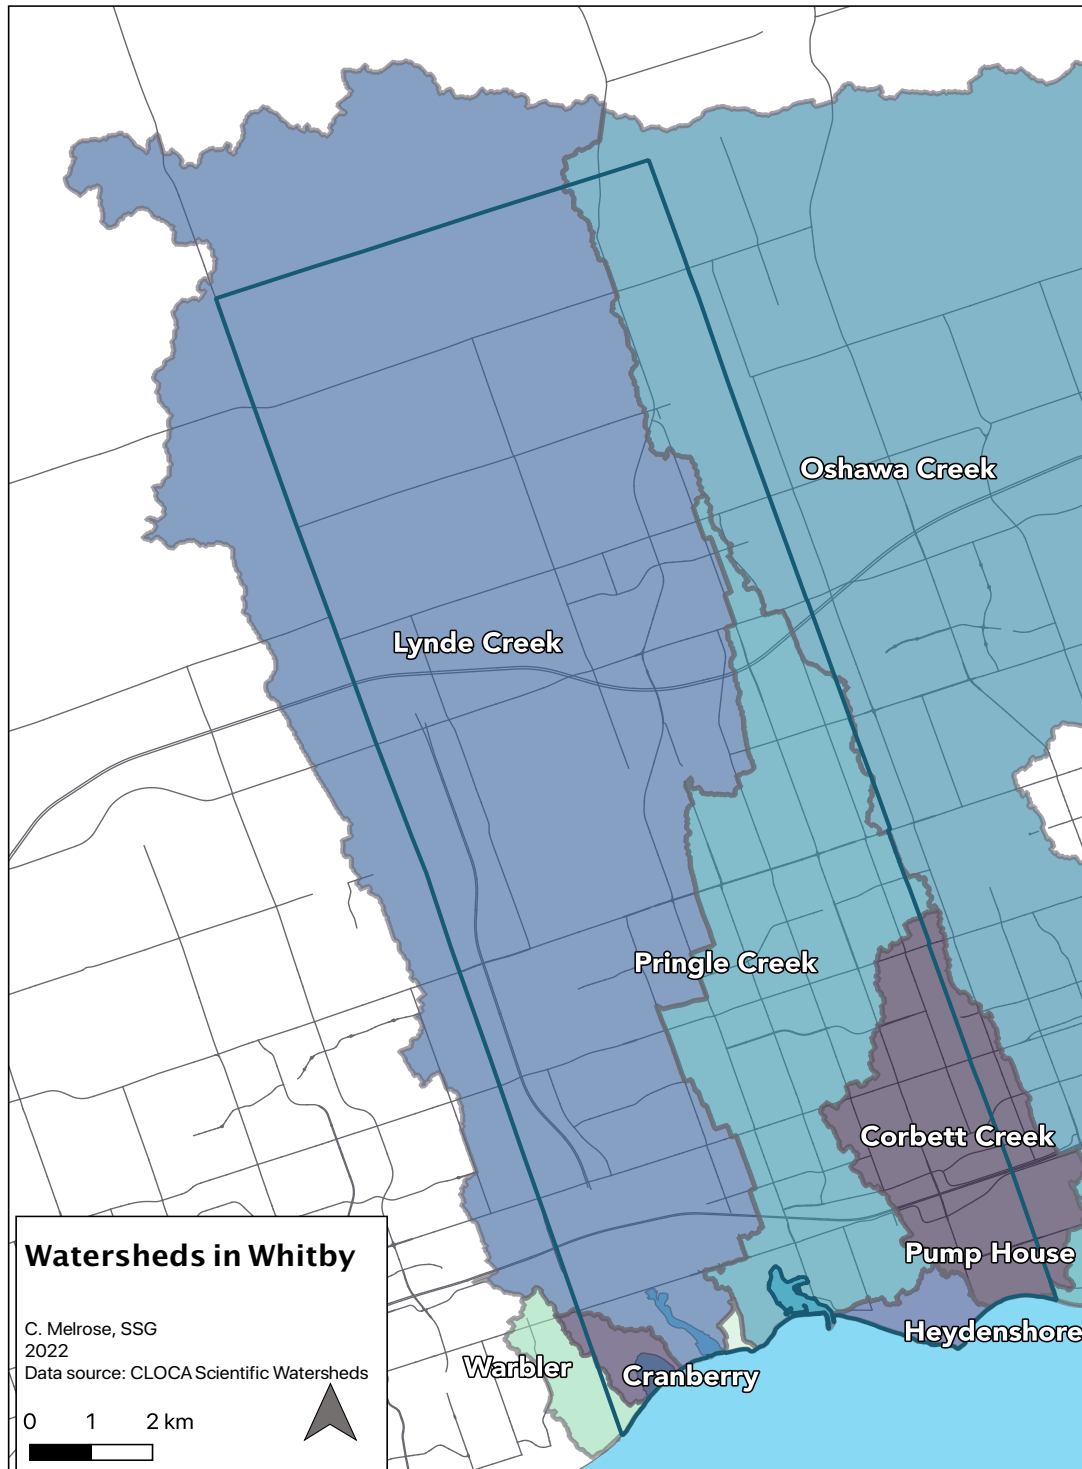 Oshawa Creek
Lynde Creek
Pringle Creek
Corbett Creek
Pump House
Heydenshore
Warbler
Cranberry
Watersheds in Whitby
C. Melrose, SSG
2022
Data source: CLOCA Scientific Watersheds
0 1 2 km